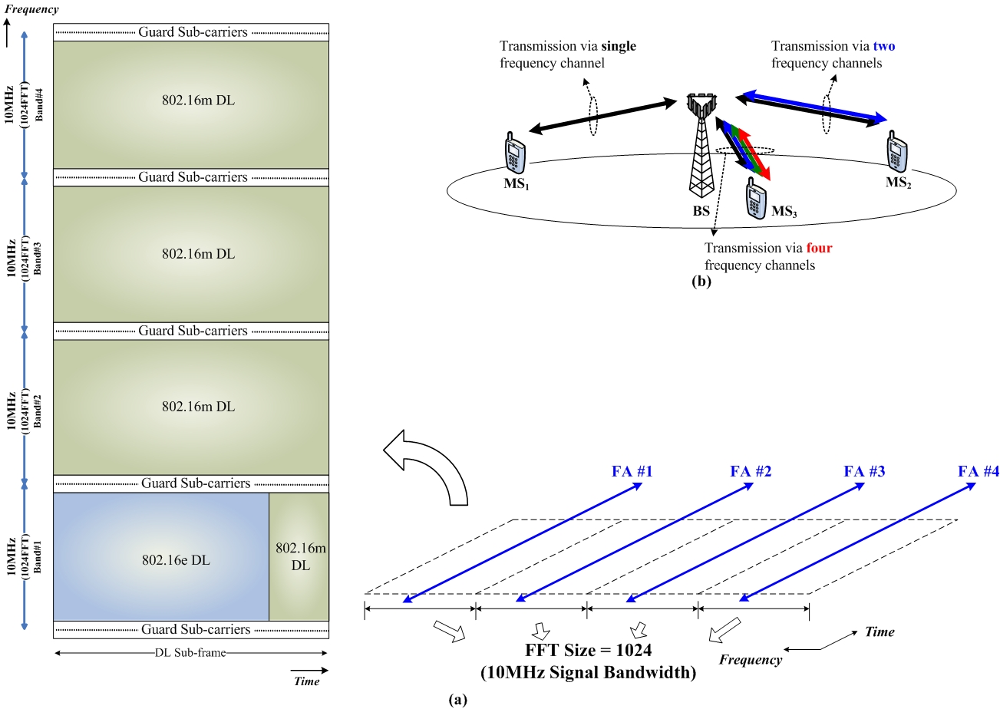 Frequency
Guard Sub-carriers
10MHz
(1024FFT)
Band#4
802.16m DL
Guard Sub-carriers
10MHz
(1024FFT)
Band#3
802.16m DL
Guard Sub-carriers
10MHz
(1024FFT)
Band#2
802.16m DL
Guard Sub-carriers
10MHz
(1024FFT)
Band#1
802.16e DL
802.16m
DL
Guard Sub-carriers
DL Sub-frame
Time
Transmission via single
frequency channel
Transmission via two
frequency channels
MS1
BS
MS3
MS2
Transmission via four
frequency channels
(b)
FA #1
FA #2
FA #3
FA #4
FFT Size = 1024
(10MHz Signal Bandwidth)
Time
Frequency
(a)